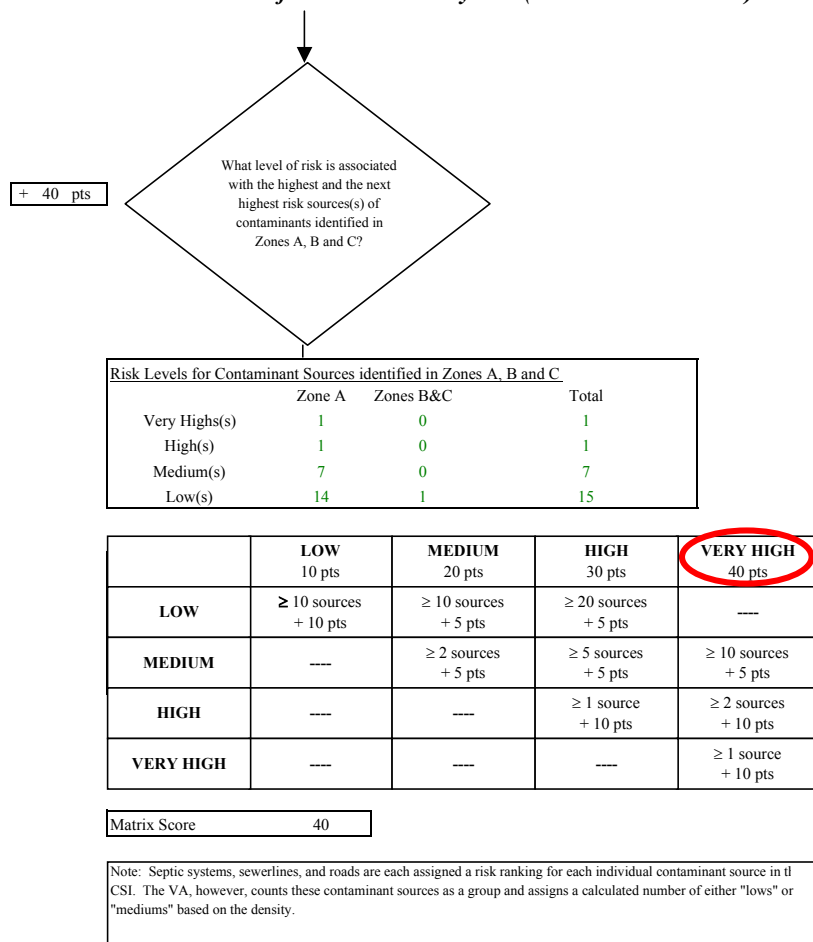 + 40 pts
What level of risk is associated
with the highest and the next
highest risk sources(s) of
contaminants identified in
Zones A, B and C?
Risk Levels for Contaminant Sources identified in Zones A, B and C
Zone A Zones B&C Total
Very Highs(s) 1 0 1
High(s) 1 0 1
Medium(s) 7 0 7
Low(s) 14 1 15
LOW MEDIUM HIGH VERY HIGH
10 pts 20 pts 30 pts 40 pts
LOW ≥ 10 sources ≥ 10 sources ≥ 20 sources ----
+ 10 pts + 5 pts + 5 pts
MEDIUM ---- ≥ 2 sources ≥ 5 sources ≥ 10 sources
+ 5 pts + 5 pts + 5 pts
HIGH ---- ---- ≥ 1 source ≥ 2 sources
+ 10 pts + 10 pts
VERY HIGH ---- ---- ---- ≥ 1 source
+ 10 pts
Matrix Score 40
Note: Septic systems, sewerlines, and roads are each assigned a risk ranking for each individual contaminant source in
CSI. The VA, however, counts these contaminant sources as a group and assigns a calculated number of either "lows" or
"mediums" based on the density.